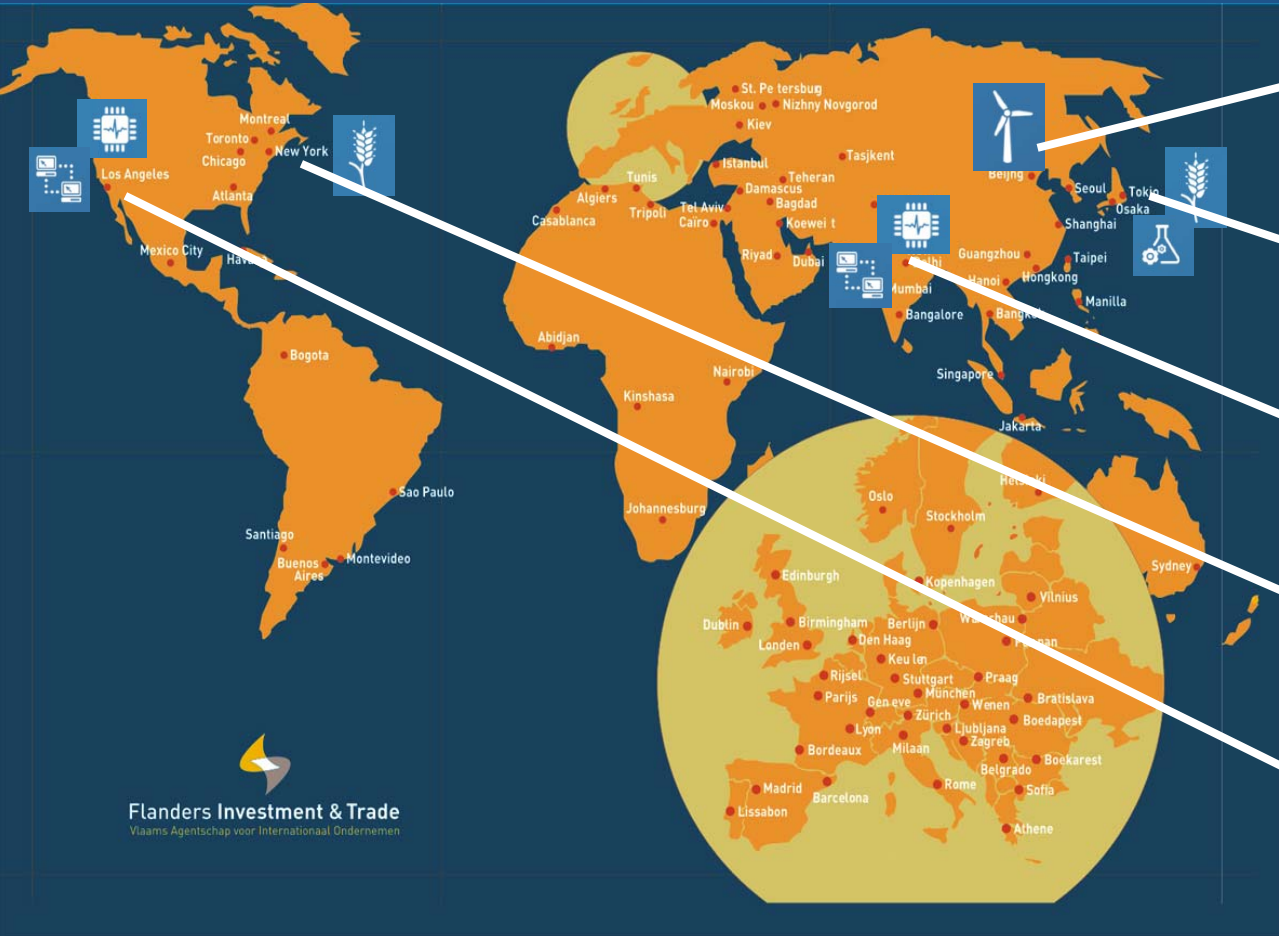 St. Pe tersburg
Moskou
Nizhny Novgorod
Kiev
Montreal
Toronto
New York
Chicago
Los Angeles
Atlanta
Mexico City
Istanbul
Tasjkent
Tunis
Teheran
Algiers
Damascus
Bagdad
Tripoli
Tel Aviv
Casablanca
Caïro
Koewei t
Riyad
Dubai
Beijng
Seoul
Tokio
Osaka
Shanghai
Guangzhou
Taipei
Hongkong
Hanoi
Mumbai
Manilla
Bangalore
Abidjan
Bogota
Nairobi
Singapore
Kinshasa
Jakarta
Sao Paulo
Johannesburg
Santiago
Buenos
Aires
Montevideo
Sydney
Oslo
Stockholm
Edinburgh
Kopenhagen
Vilnius
Dublin
Birmingham
Berlijn
Londen
Den Haag
Keu len
Rijsel
Stuttgart
Praag
Parijs
München
Gen eve
Wenen
Bratislava
Zürich
Boedapest
Lyon
Ljubljana
Zagreb
Bordeaux
Milaan
Belgrado
Boekarest
Madrid
Barcelona
Rome
Sofia
Lissabon
Athene
Flanders Investment & Trade
Vlaams Agentschap voor Internationaal Ondernemen